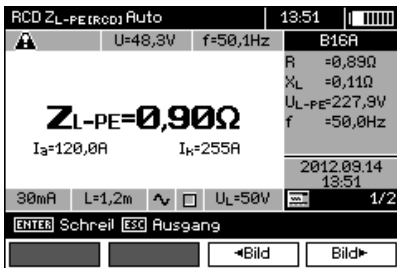 RCD ZL-PE[RCD] Auto 13:51
U=48,3V f=50,1Hz B16A
R =0,89Ω
XL =0,11Ω
UL-PE=227,9V
f =50,0Hz
ZL-PE=0,90Ω
Ia=120,0A IK=255A
2012.09.14
13:51
30mA L=1,2m UL=50V 1/2
ENTER Schreil ESC Ausgang
◄Bild Bild►